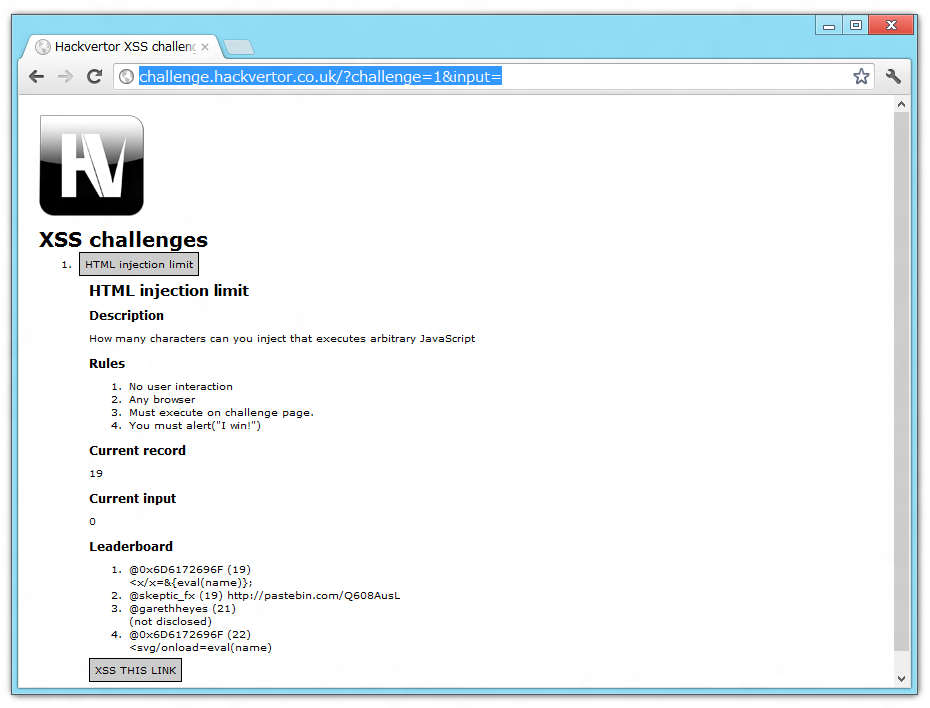 Hackvertor XSS challeng
challenge.hackvertor.co.uk/?challenge=1&input=
HV
XSS challenges
1. HTML injection limit
HTML injection limit
Description
How many characters can you inject that executes arbitrary JavaScript
Rules
1. No user interaction
2. Any browser
3. Must execute on challenge page.
4. You must alert("I win!")
Current record
19
Current input
0
Leaderboard
1. @0x6D6172696F (19)
<x/x=&{eval(name)};
2. @skeptic_fx (19) http://pastebin.com/Q608AusL
3. @garethheyes (21)
(not disclosed)
4. @0x6D6172696F (22)
<svg/onload=eval(name)
XSS THIS LINK